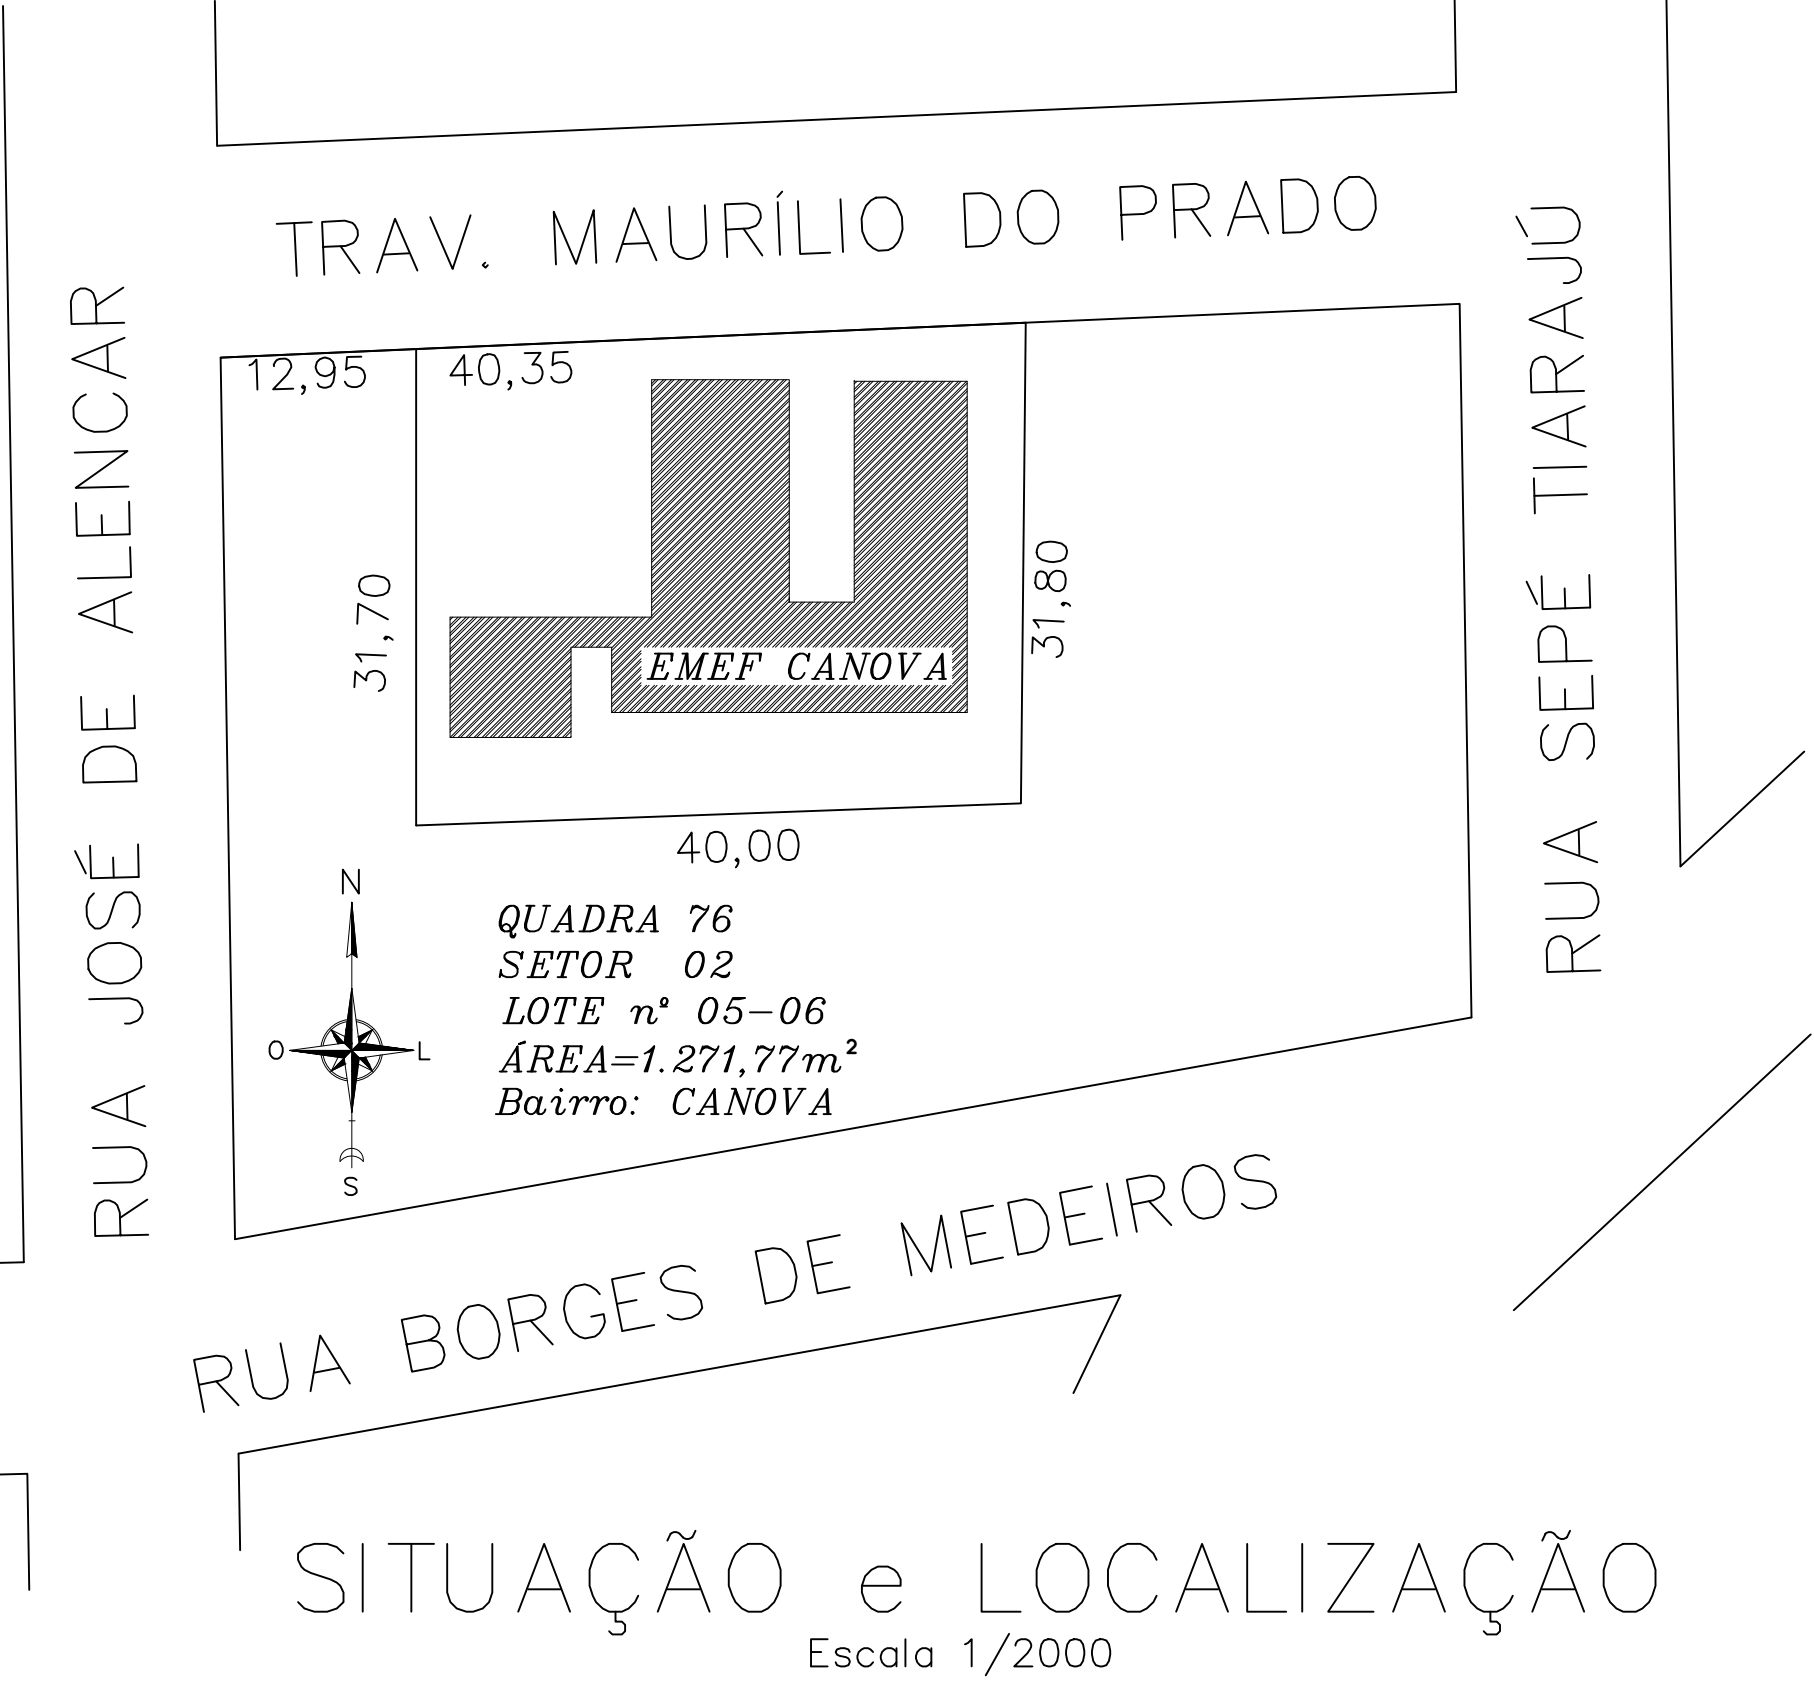 TRAV. MAURÍLIO DO PRADO
RUA JOSÉ DE ALENCAR
RUA SEPÉ TIARAJÚ
12,95
40,35
31,70
31,80
EMEF CANOVA
40,00
N
O
L
S
QUADRA 76
SETOR 02
LOTE nº 05-06
ÁREA=1.271,77m²
Bairro: CANOVA
RUA BORGES DE MEDEIROS
SITUAÇÃO e LOCALIZAÇÃO
Escala 1/2000